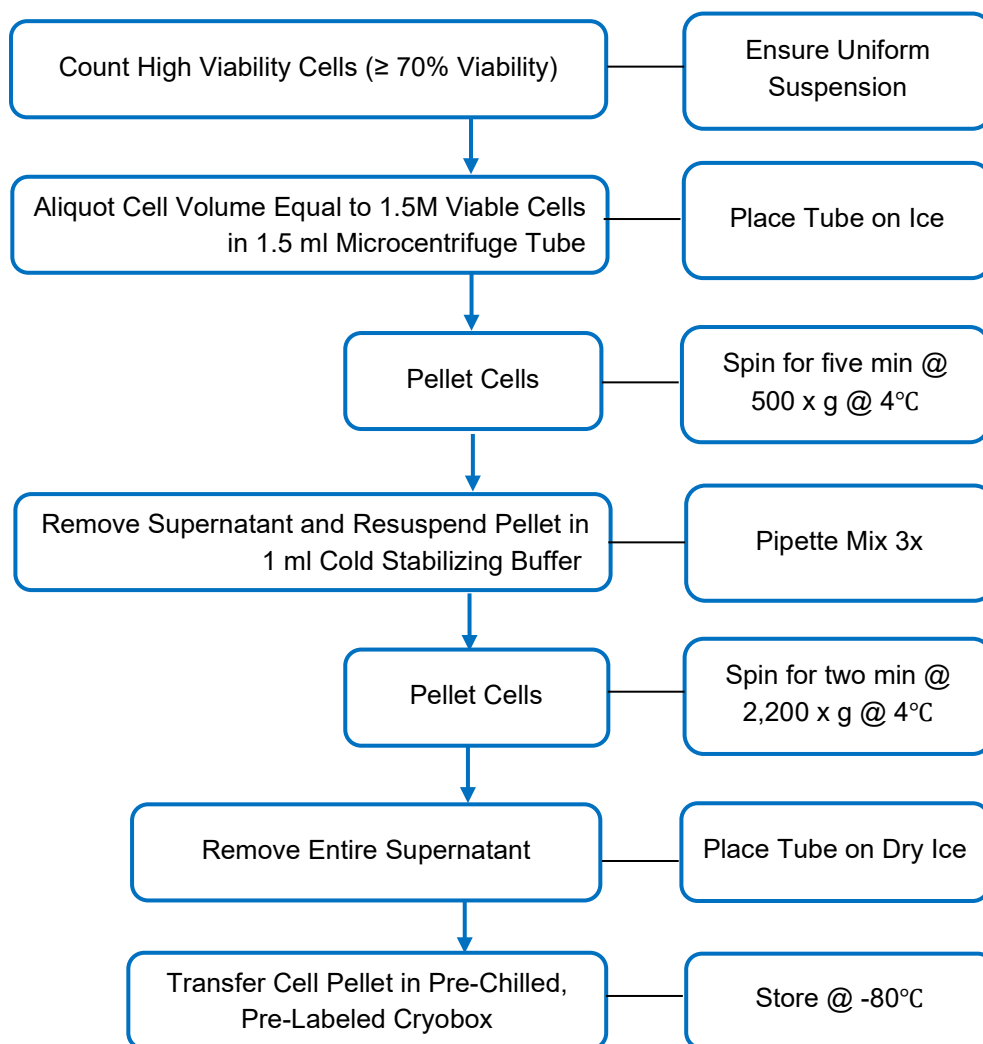 Count High Viability Cells (≥ 70% Viability)
Ensure Uniform
Suspension
Aliquot Cell Volume Equal to 1.5M Viable Cells
in 1.5 ml Microcentrifuge Tube
Place Tube on Ice
Pellet Cells
Spin for five min @
500 x g @ 4℃
Remove Supernatant and Resuspend Pellet in
1 ml Cold Stabilizing Buffer
Pipette Mix 3x
Pellet Cells
Spin for two min @
2,200 x g @ 4℃
Remove Entire Supernatant
Place Tube on Dry Ice
Transfer Cell Pellet in Pre-Chilled,
Pre-Labeled Cryobox
Store @ -80℃